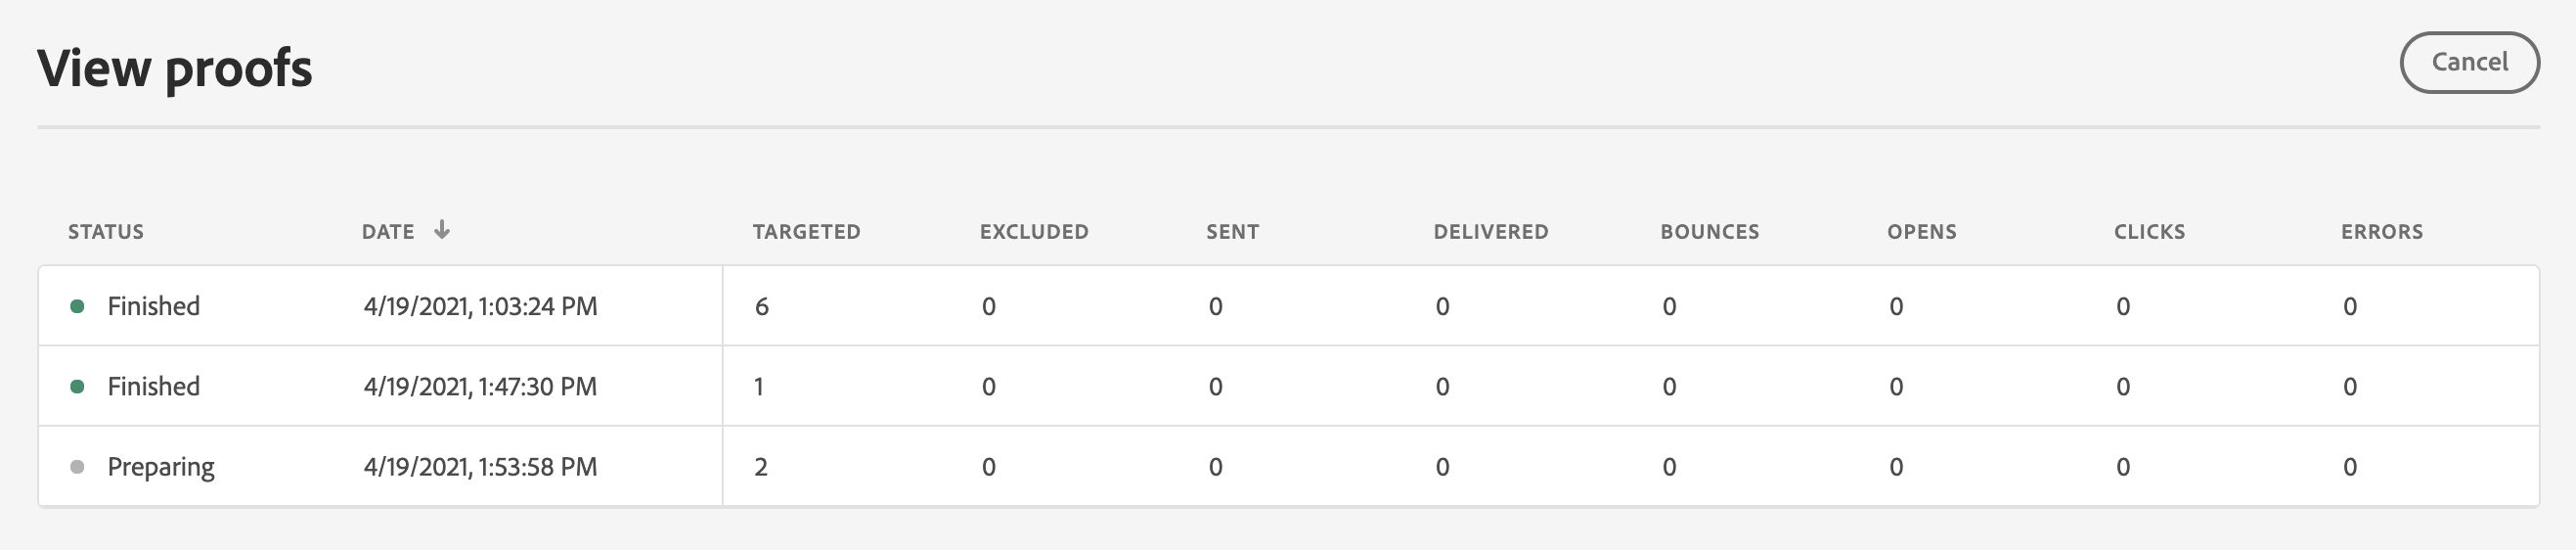 View proofs
Cancel
STATUS DATE ↓ TARGETED EXCLUDED SENT DELIVERED BOUNCES OPENS CLICKS ERRORS
Finished 4/19/2021, 1:03:24 PM 6 0 0 0 0 0 0 0
Finished 4/19/2021, 1:47:30 PM 1 0 0 0 0 0 0 0
Preparing 4/19/2021, 1:53:58 PM 2 0 0 0 0 0 0 0